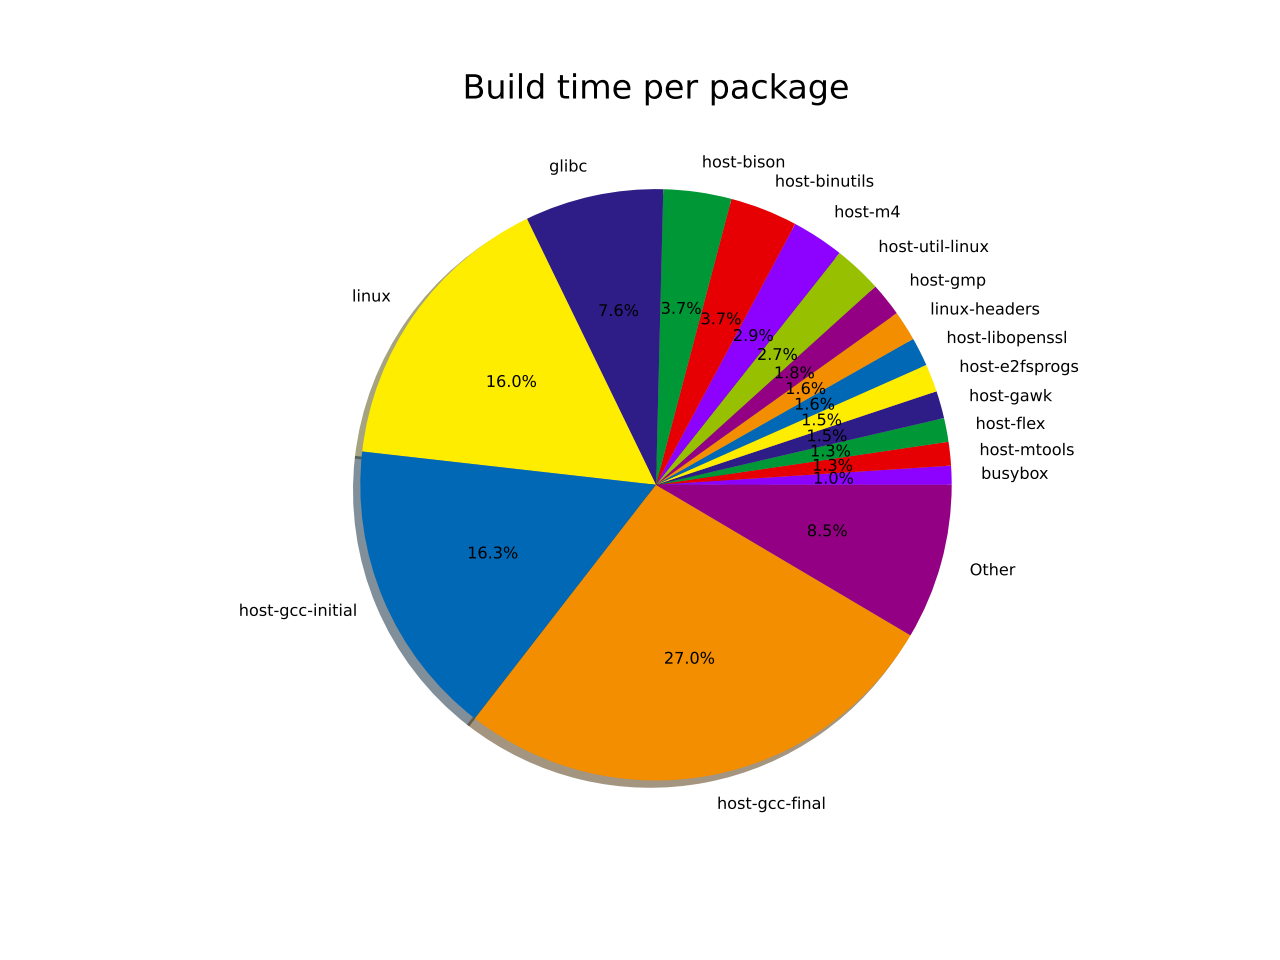 Build time per package
glibc
host-bison
host-binutils
host-m4
host-util-linux
host-gmp
linux-headers
host-libopenssl
host-e2fsprogs
host-gawk
host-flex
host-mtools
busybox
Other
host-gcc-final
host-gcc-initial
linux
7.6%
3.7%
3.7%
2.9%
2.7%
1.8%
1.6%
1.6%
1.5%
1.5%
1.3%
1.3%
1.0%
8.5%
27.0%
16.3%
16.0%